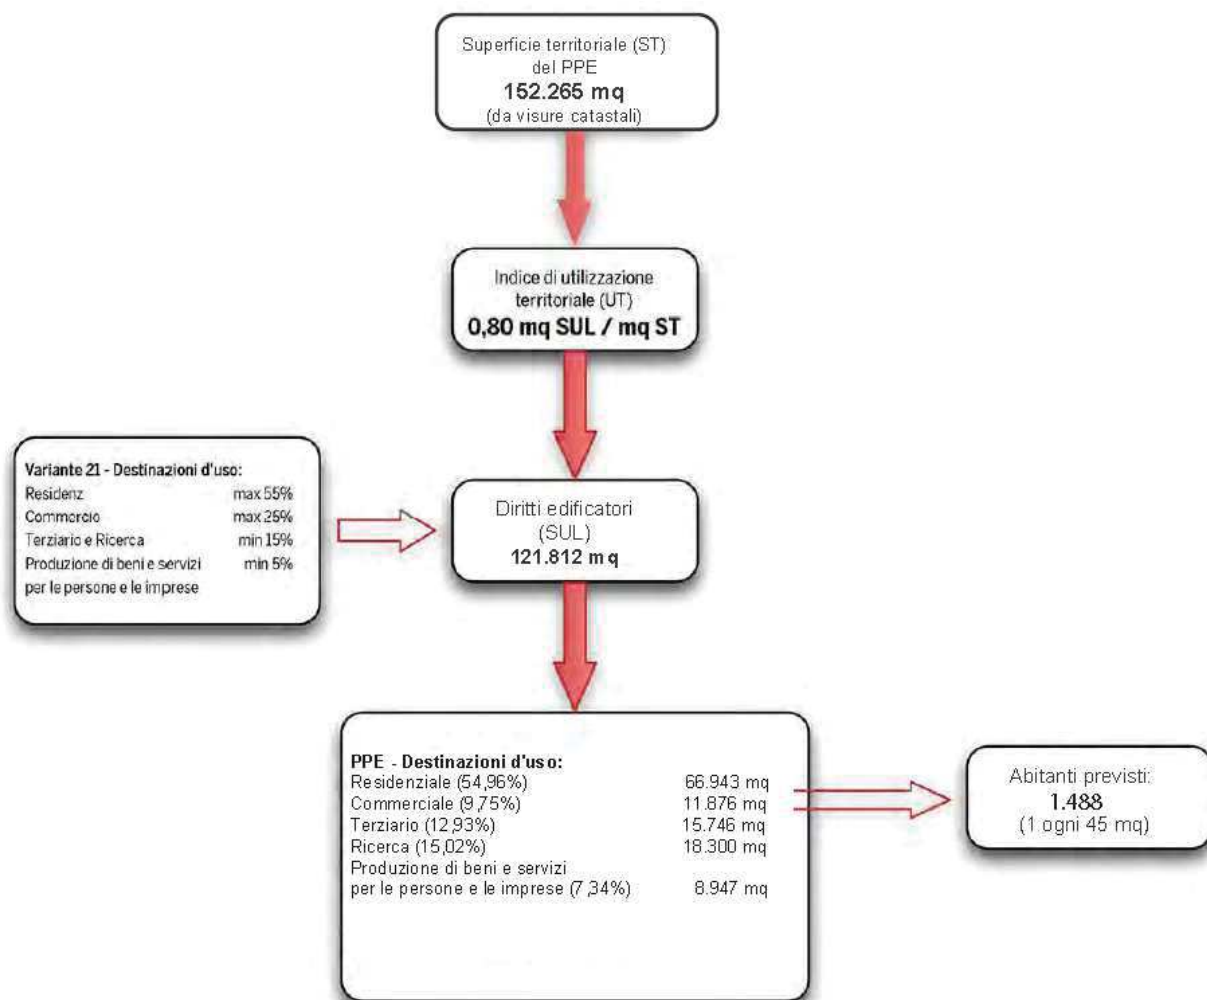 Superficie territoriale (ST)
del PPE
152.265 mq
(da visure catastali)
Indice di utilizzazione
territoriale (UT)
0,80 mq SUL / mq ST
Variante 21 - Destinazioni d'uso:
Residenz max 55%
Commercio max 25%
Terziario e Ricerca min 15%
Produzione di beni e servizi min 5%
per le persone e le imprese
Diritti edificatori
(SUL)
121.812 mq
PPE - Destinazioni d'uso:
Residenziale (54,96%) 66.943 mq
Commerciale (9,75%) 11.876 mq
Terziario (12,93%) 15.746 mq
Ricerca (15,02%) 18.300 mq
Produzione di beni e servizi
per le persone e le imprese (7,34%) 8.947 mq
Abitanti previsti:
1.488
(1 ogni 45 mq)